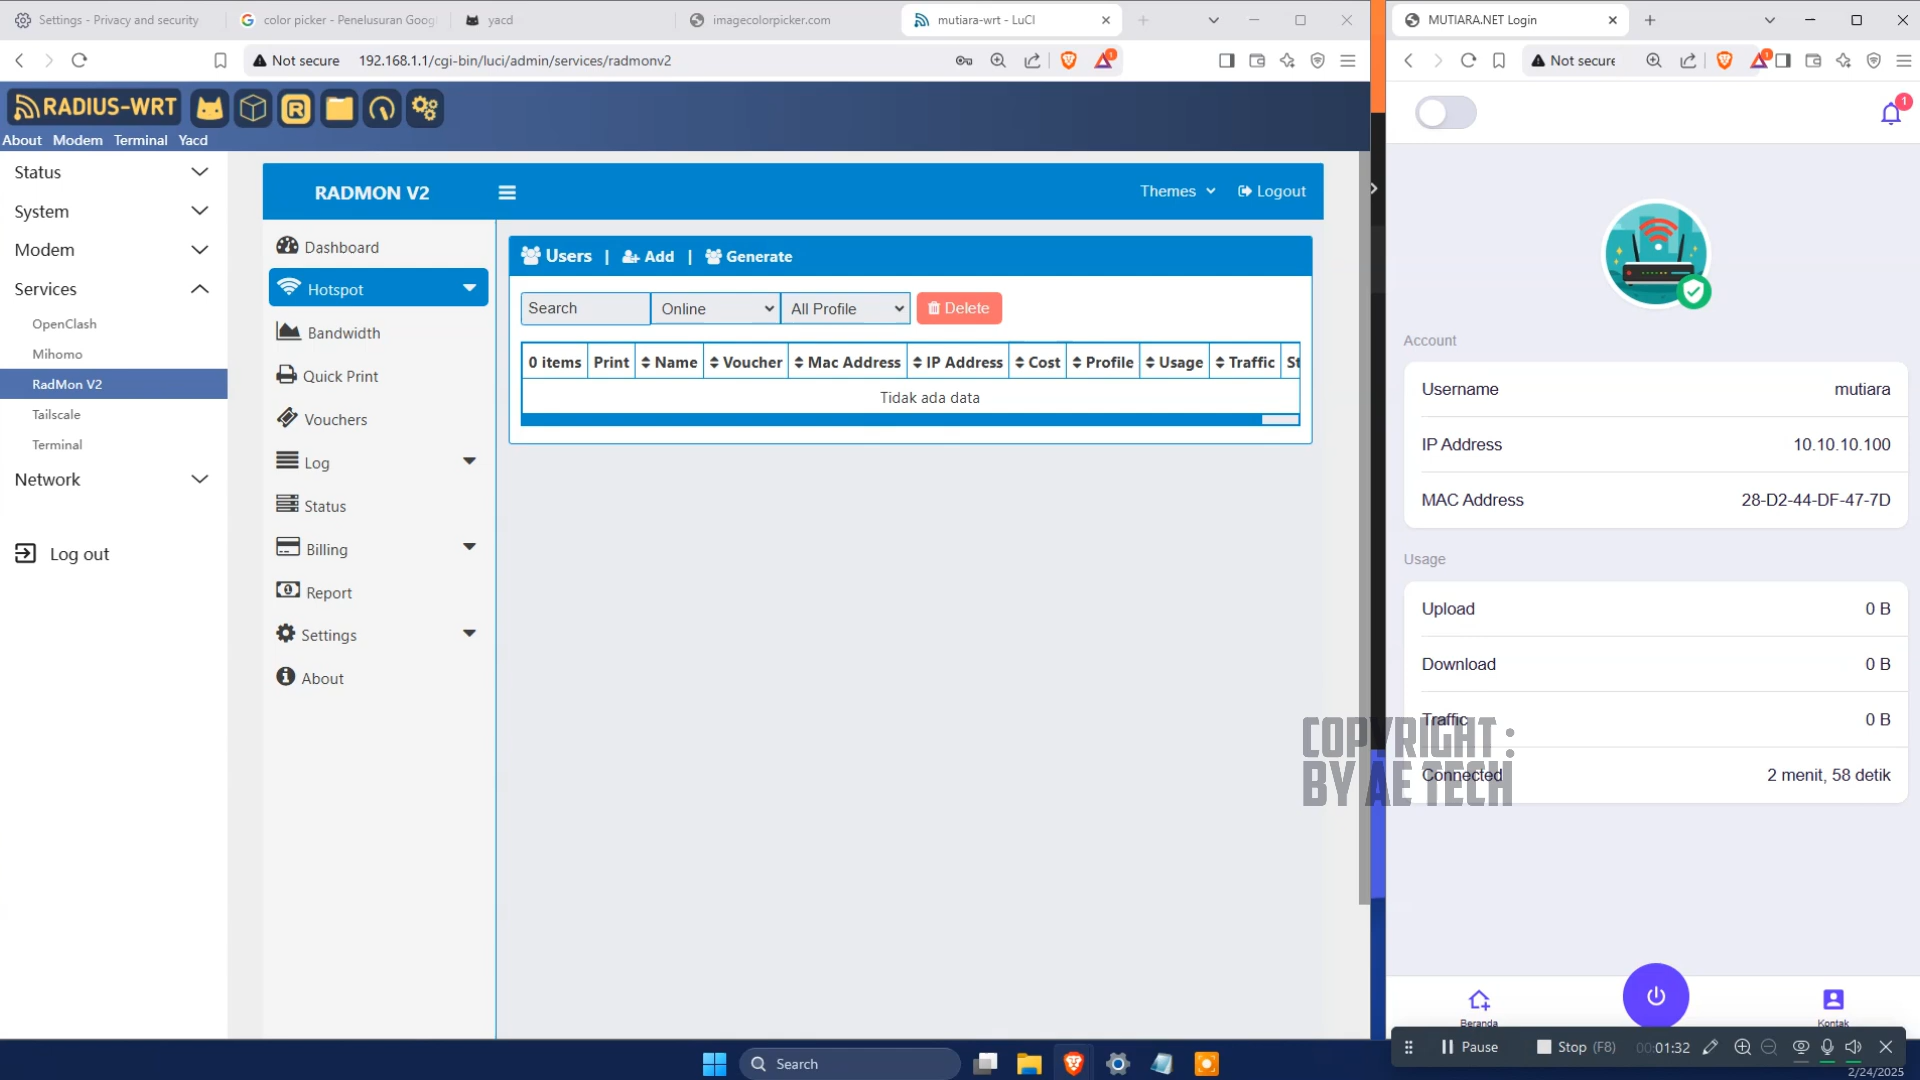 Settings - Privacy and security
color picker - Penelusuran Goog
yacd
imagecolorpicker.com
mutiara-wrt - LuCI
Not secure
192.168.1.1/cgi-bin/luci/admin/services/radmonv2
RADIUS-WRT
About
Modem
Terminal
Yacd
Status
System
Modem
Services
OpenClash
Mihomo
RadMon V2
Tailscale
Terminal
Network
Log out
RADMON V2
Themes
Logout
Dashboard
Hotspot
Bandwidth
Quick Print
Vouchers
Log
Status
Billing
Report
Settings
About
Users | Add | Generate
Search
Online
All Profile
Delete
0 items
Print
Name
Voucher
Mac Address
IP Address
Cost
Profile
Usage
Traffic
St
Tidak ada data
MUTIARA.NET Login
Not secure
1
Account
Username mutiara
IP Address 10.10.10.100
MAC Address 28-D2-44-DF-47-7D
Usage
Upload 0 B
Download 0 B
Traffic 0 B
Connected 2 menit, 58 detik
COPYRIGHT :
BY AE TECH
Beranda
Kontak
Pause
Stop (F8)
00:01:32
Search
2/24/2025